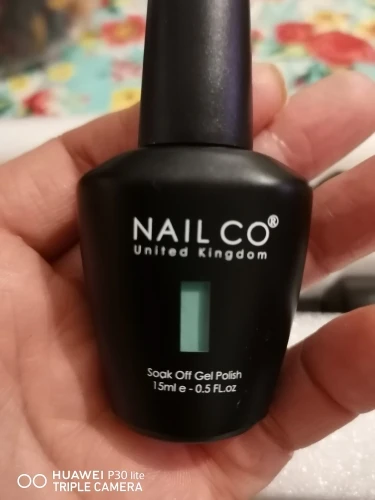 NAIL CO®
United Kingdom
Soak Off Gel Polish
15ml e - 0.5 FL.oz
HUAWEI P30 lite
TRIPLE CAMERA